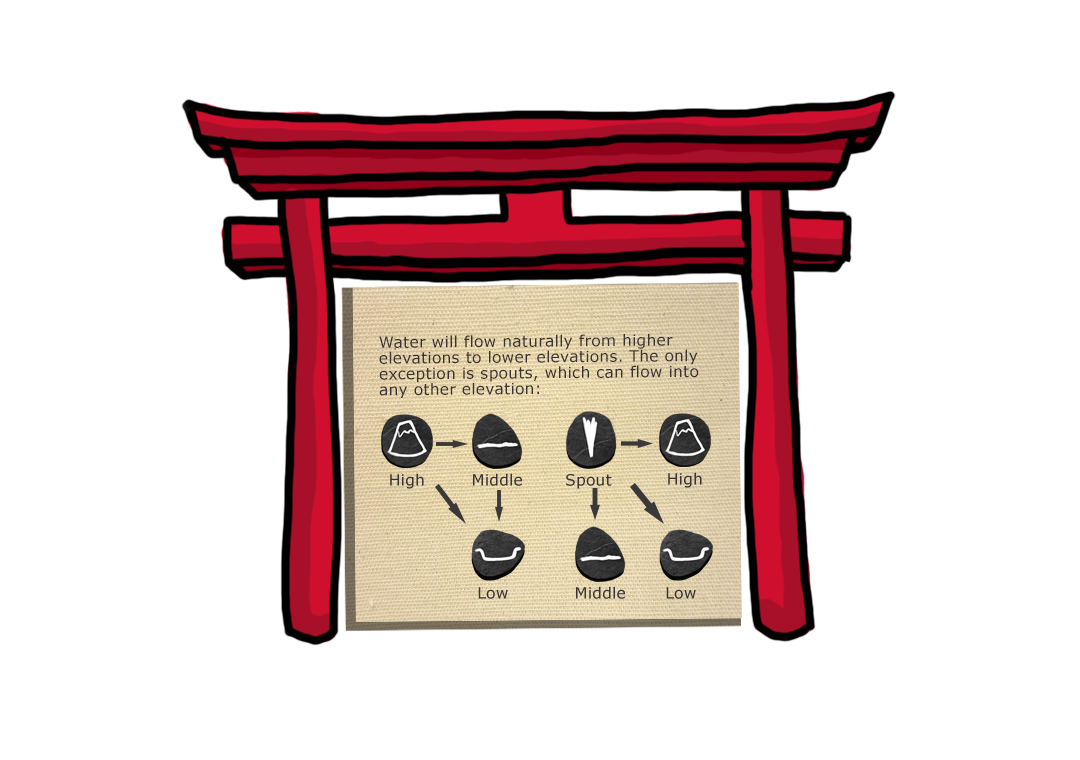 Water will flow naturally from higher
elevations to lower elevations. The only
exception is spouts, which can flow into
any other elevation:
High
Middle
Spout
High
Low
Middle
Low